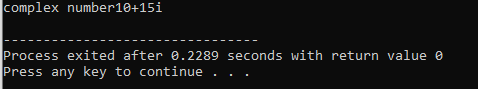 complex number10+15i
--------------------------------
Process exited after 0.2289 seconds with return value 0
Press any key to continue . . .